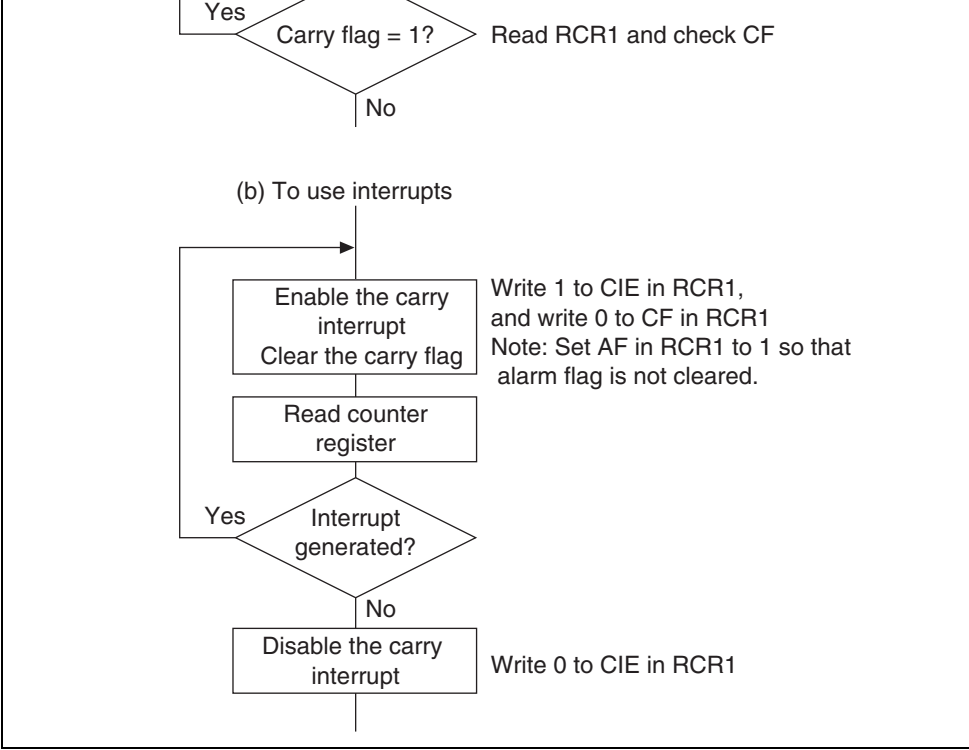 Yes
Carry flag = 1?
Read RCR1 and check CF
No
(b) To use interrupts
Enable the carry
interrupt
Clear the carry flag
Write 1 to CIE in RCR1,
and write 0 to CF in RCR1
Note: Set AF in RCR1 to 1 so that
alarm flag is not cleared.
Read counter
register
Yes
Interrupt
generated?
No
Disable the carry
interrupt
Write 0 to CIE in RCR1